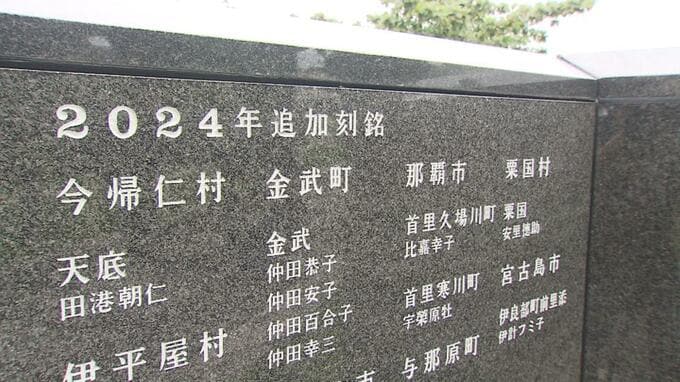 2024年追加刻銘
今帰仁村
天底
田港朝仁
伊平屋村
金武町
金武
仲田恭子
仲田安子
仲田百合子
仲田幸三
市
那覇市
首里久場川町
比嘉幸子
首里寒川町
宇榮原壮
与那原町
粟国村
粟国
安里徳助
宮古島市
伊良部町前里添
伊計フミ子